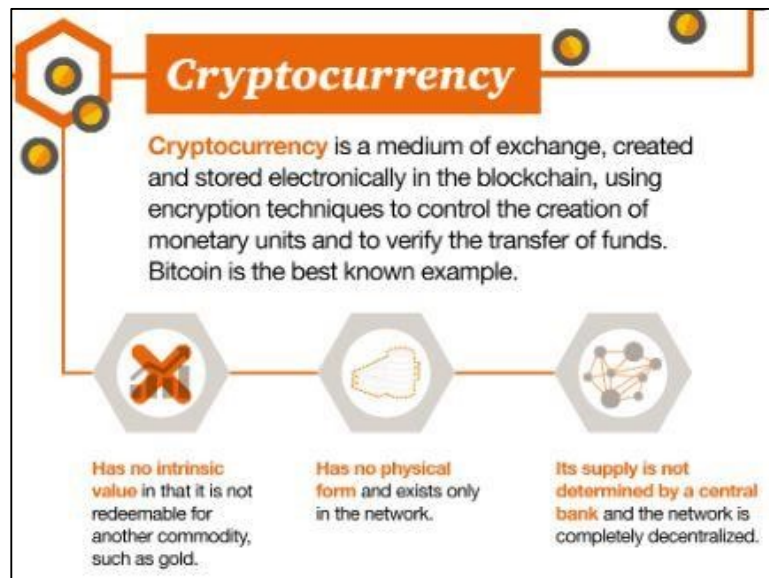 Cryptocurrency
Cryptocurrency is a medium of exchange, created
and stored electronically in the blockchain, using
encryption techniques to control the creation of
monetary units and to verify the transfer of funds.
Bitcoin is the best known example.
Has no intrinsic
value in that it is not
redeemable for
another commodity,
such as gold.
Has no physical
form and exists only
in the network.
Its supply is not
determined by a central
bank and the network is
completely decentralized.